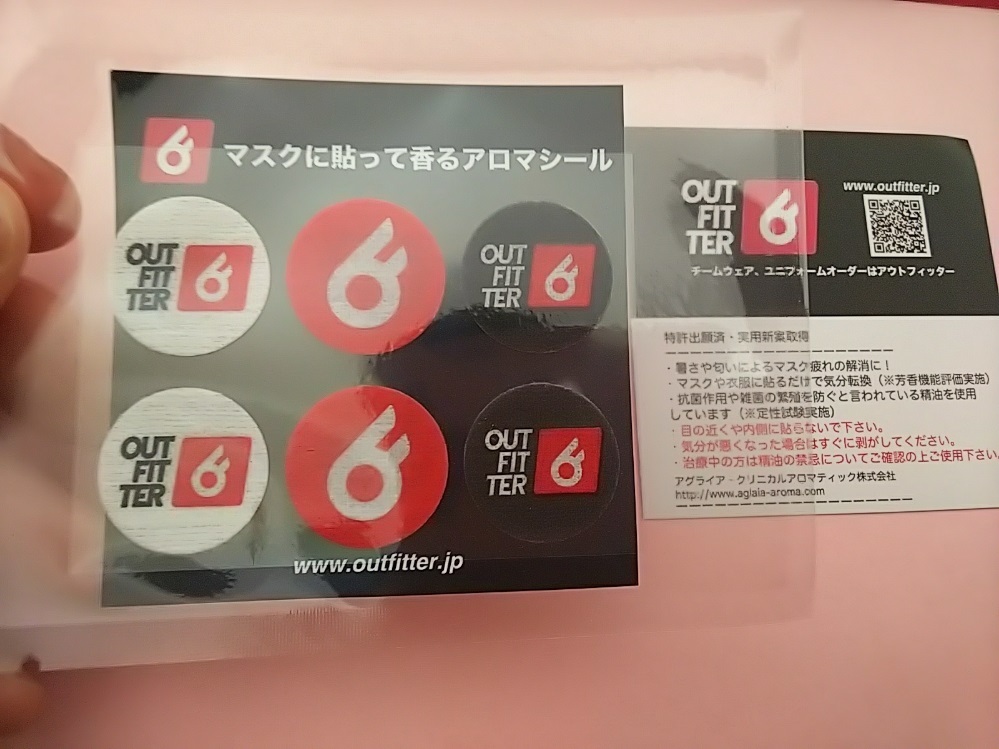 マスクに貼って香るアロマシール
OUT
FIT
TER
OUT
FIT
TER
OUT
FIT
TER
OUT
FIT
TER
www.outfitter.jp
OUT
FIT
TER
www.outfitter.jp
チームウェア、ユニフォームオーダーはアウトフィッター
特許出願済・実用新案取得
・暑さや匂いによるマスク疲れの解消に！
・マスクや衣服に貼るだけで気分転換（※芳香機能評価実施）
・抗菌作用や雑菌の繁殖を防ぐと言われている精油を使用
しています（※定性試験実施）
・目の近くや内側に貼らないで下さい。
・気分が悪くなった場合はすぐに剥がしてください。
・治療中の方は精油の禁忌についてご確認の上ご使用下さい。
アグライア・クリニカルアロマティック株式会社
http://www.aglaia-aroma.com